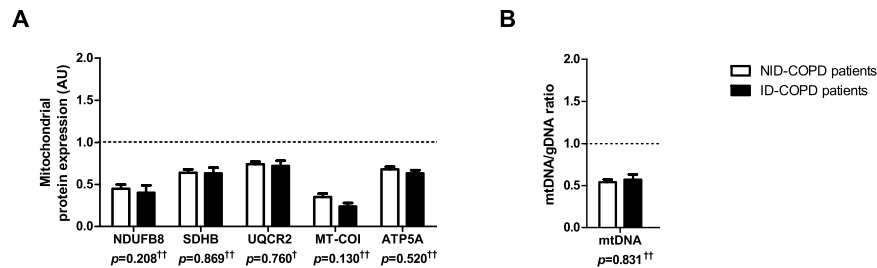 A
Mitochondrial
protein expression (AU)
2.0
1.5
1.0
0.5
0.0
NDUFB8 SDHB UQCR2 MT-COI ATP5A
p=0.208†† p=0.869†† p=0.760† p=0.130†† p=0.520††
B
mtDNA/gDNA ratio
2.0
1.5
1.0
0.5
0.0
mtDNA
p=0.831††
NID-COPD patients
ID-COPD patients